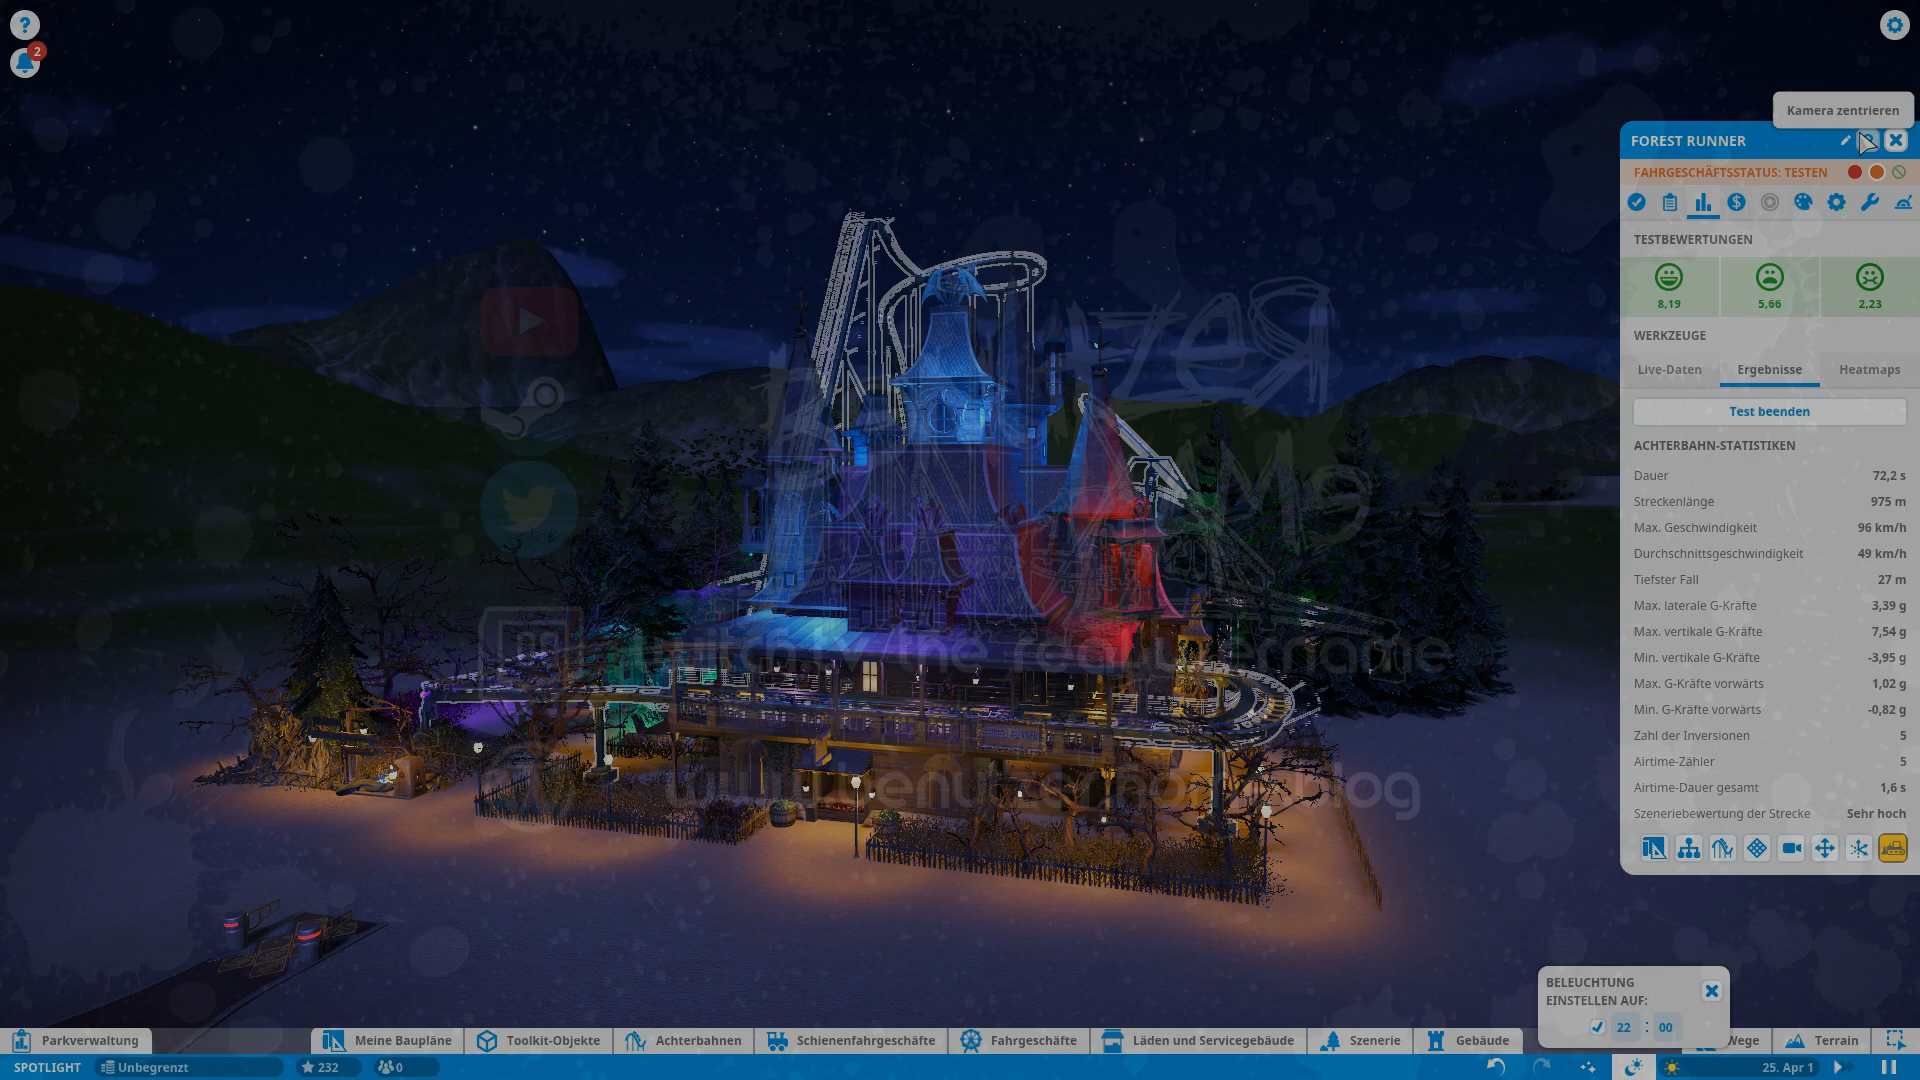 2
Kamera zentrieren
FOREST RUNNER
FAHRGESCHÄFTSSTATUS: TESTEN
TESTBEWERTUNGEN
8,19 5,66 2,23
WERKZEUGE
Live-Daten Ergebnisse Heatmaps
Test beenden
ACHTERBAHN-STATISTIKEN
Dauer 72,2 s
Streckenlänge 975 m
Max. Geschwindigkeit 96 km/h
Durchschnittsgeschwindigkeit 49 km/h
Tiefster Fall 27 m
Max. laterale G-Kräfte 3,39 g
Max. vertikale G-Kräfte 7,54 g
Min. vertikale G-Kräfte -3,95 g
Max. G-Kräfte vorwärts 1,02 g
Min. G-Kräfte vorwärts -0,82 g
Zahl der Inversionen 5
Airtime-Zähler 5
Airtime-Dauer gesamt 1,6 s
Szeneriebewertung der Strecke Sehr hoch
BELEUCHTUNG
EINSTELLEN AUF:
22 : 00
Parkverwaltung Meine Baupläne Toolkit-Objekte Achterbahnen Schienenfahrgeschäfte Fahrgeschäfte Läden und Servicegebäude Szenerie Gebäude Wege Terrain
SPOTLIGHT Unbegrenzt 232 0 25. Apr 1